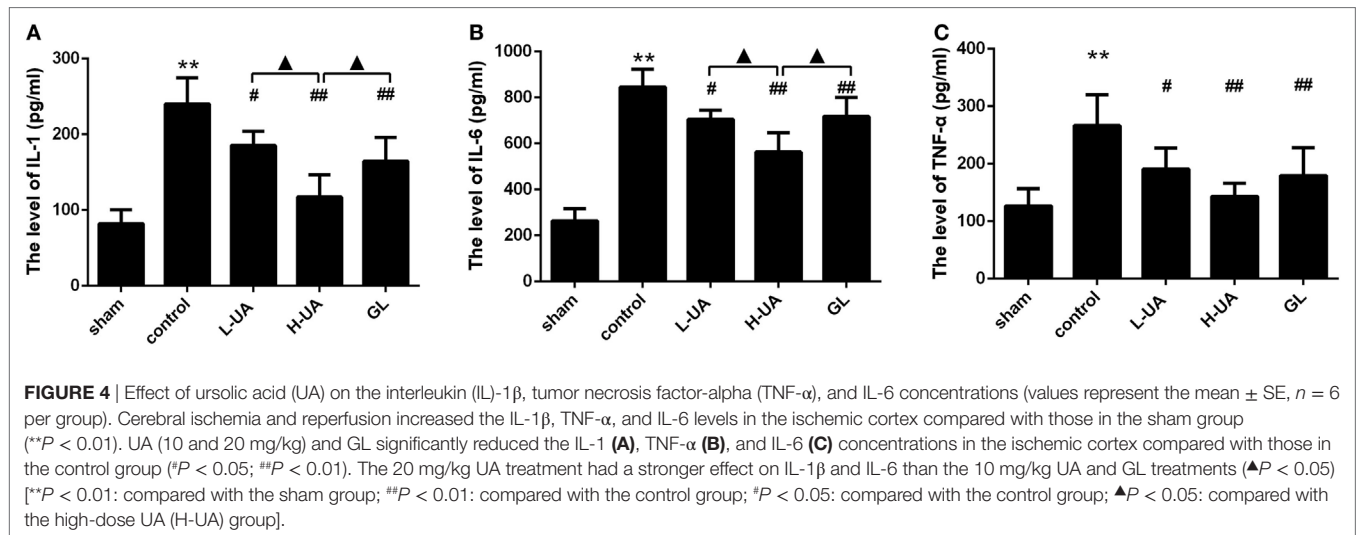 A
The level of IL-1 (pg/ml)
300
200
100
0
**
#
▲
##
▲
##
sham
control
L-UA
H-UA
GL
B
The level of IL-6 (pg/ml)
1000
800
600
400
200
0
**
#
▲
##
▲
##
sham
control
L-UA
H-UA
GL
C
The level of TNF-α (pg/ml)
400
300
200
100
0
**
#
##
##
sham
control
L-UA
H-UA
GL
FIGURE 4 | Effect of ursolic acid (UA) on the interleukin (IL)-1β, tumor necrosis factor-alpha (TNF-α), and IL-6 concentrations (values represent the mean ± SE, n = 6
per group). Cerebral ischemia and reperfusion increased the IL-1β, TNF-α, and IL-6 levels in the ischemic cortex compared with those in the sham group
(**P < 0.01). UA (10 and 20 mg/kg) and GL significantly reduced the IL-1 (A), TNF-α (B), and IL-6 (C) concentrations in the ischemic cortex compared with those in
the control group (#P < 0.05; ##P < 0.01). The 20 mg/kg UA treatment had a stronger effect on IL-1β and IL-6 than the 10 mg/kg UA and GL treatments (▲P < 0.05)
[**P < 0.01: compared with the sham group; ##P < 0.01: compared with the control group; #P < 0.05: compared with the control group; ▲P < 0.05: compared with
the high-dose UA (H-UA) group].